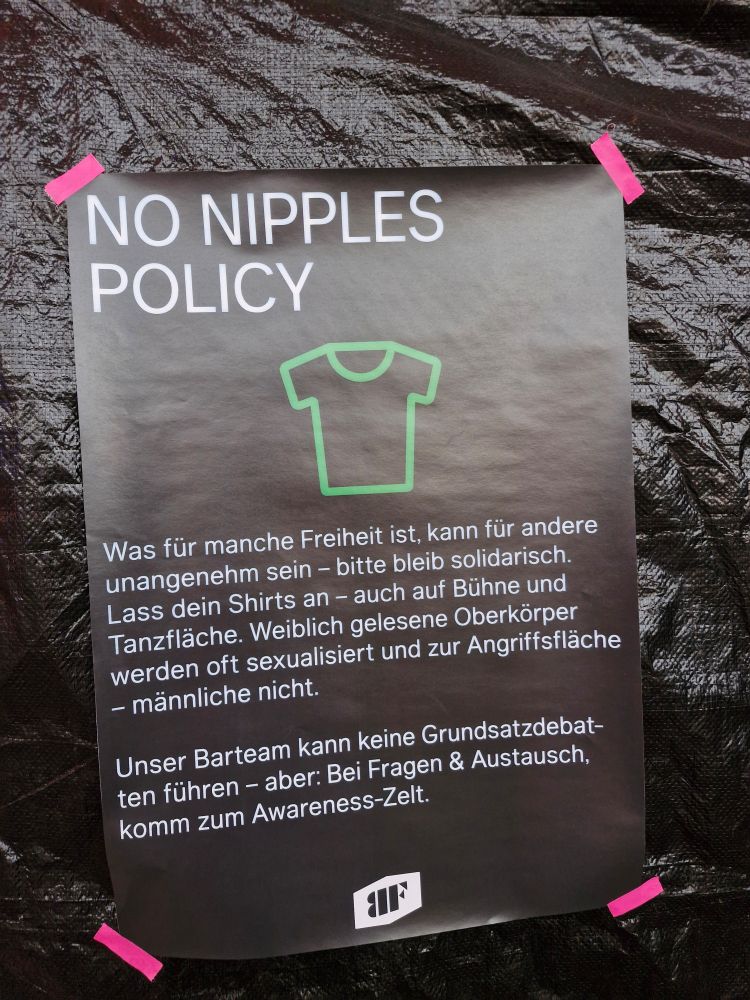 NO NIPPLES
POLICY
Was für manche Freiheit ist, kann für andere
unangenehm sein – bitte bleib solidarisch.
Lass dein Shirts an – auch auf Bühne und
Tanzfläche. Weiblich gelesene Oberkörper
werden oft sexualisiert und zur Angriffsfläche
– männliche nicht.
Unser Barteam kann keine Grundsatzdebat-
ten führen – aber: Bei Fragen & Austausch,
komm zum Awareness-Zelt.
BF